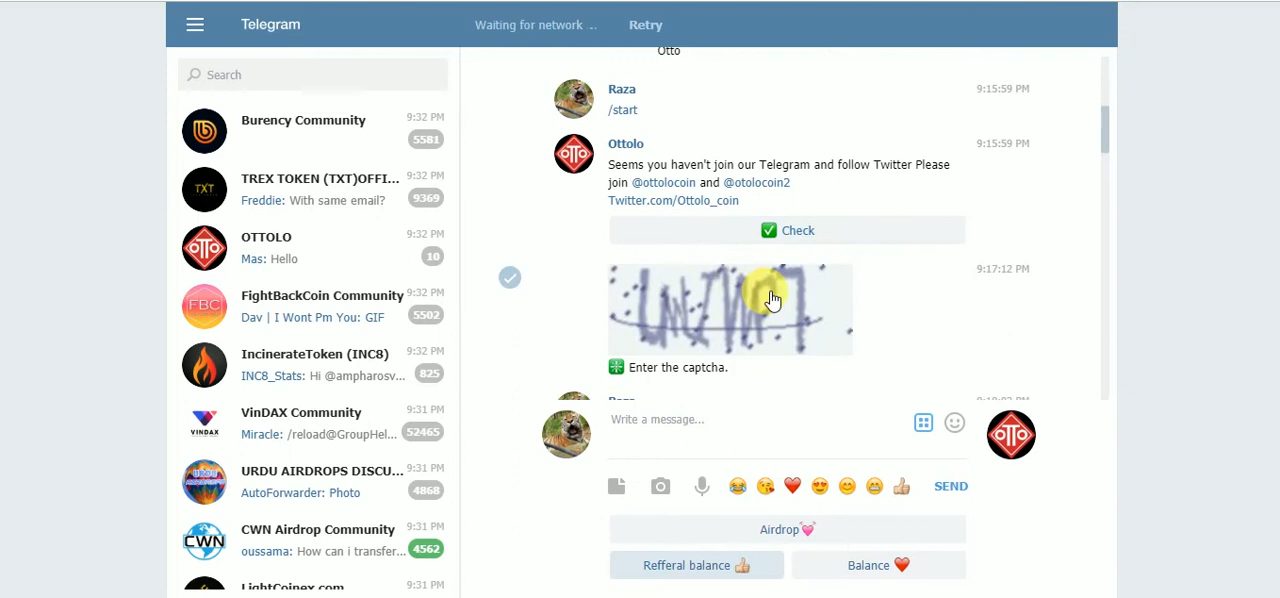 Telegram
Waiting for network ...
Retry
Search
Burency Community
9:32 PM
5581
TREX TOKEN (TXT)OFFI...
9:32 PM
Freddie: With same email?
9369
OTTOLO
9:32 PM
Mas: Hello
10
FightBackCoin Community
9:32 PM
Dav | I Wont Pm You: GIF
5502
IncinerateToken (INC8)
9:32 PM
INC8_Stats: Hi @ampharosv...
825
VinDAX Community
9:31 PM
Miracle: /reload@GroupHel...
52465
URDU AIRDROPS DISCU...
9:31 PM
AutoForwarder: Photo
4868
CWN Airdrop Community
9:31 PM
oussama: How can i transfer...
4562
LightCoinex.com
9:31 PM
FBC
TXT
OTTO
VINDAX
CWN
Otto
Raza
9:15:59 PM
/start
Ottolo
9:15:59 PM
Seems you haven't join our Telegram and follow Twitter Please
join @ottolocoin and @otolocoin2
Twitter.com/Ottolo_coin
Check
9:17:12 PM
Enter the captcha.
Raza
Write a message...
SEND
Airdrop
Refferal balance
Balance